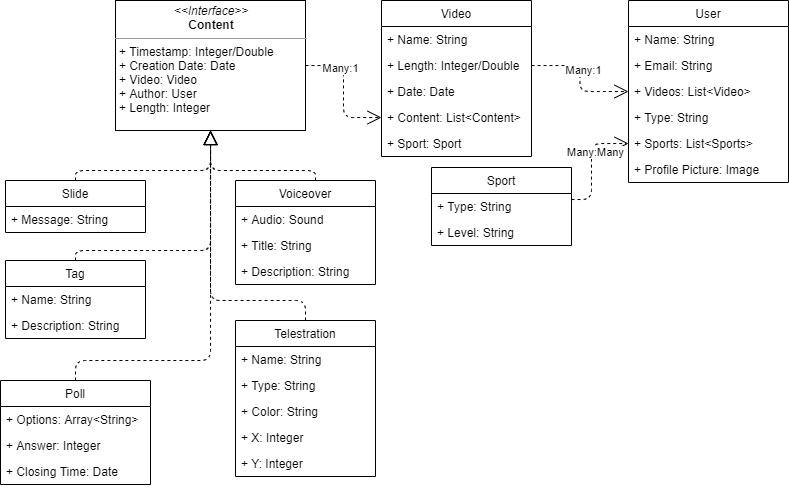 <<Interface>>
Content
+ Timestamp: Integer/Double
+ Creation Date: Date
+ Video: Video
+ Author: User
+ Length: Integer
Many:1
Video
+ Name: String
+ Length: Integer/Double
+ Date: Date
+ Content: List<Content>
+ Sport: Sport
Many:1
User
+ Name: String
+ Email: String
+ Videos: List<Video>
+ Type: String
+ Sports: List<Sports>
+ Profile Picture: Image
Many:Many
Sport
+ Type: String
+ Level: String
Slide
+ Message: String
Voiceover
+ Audio: Sound
+ Title: String
+ Description: String
Tag
+ Name: String
+ Description: String
Telestration
+ Name: String
+ Type: String
+ Color: String
+ X: Integer
+ Y: Integer
Poll
+ Options: Array<String>
+ Answer: Integer
+ Closing Time: Date